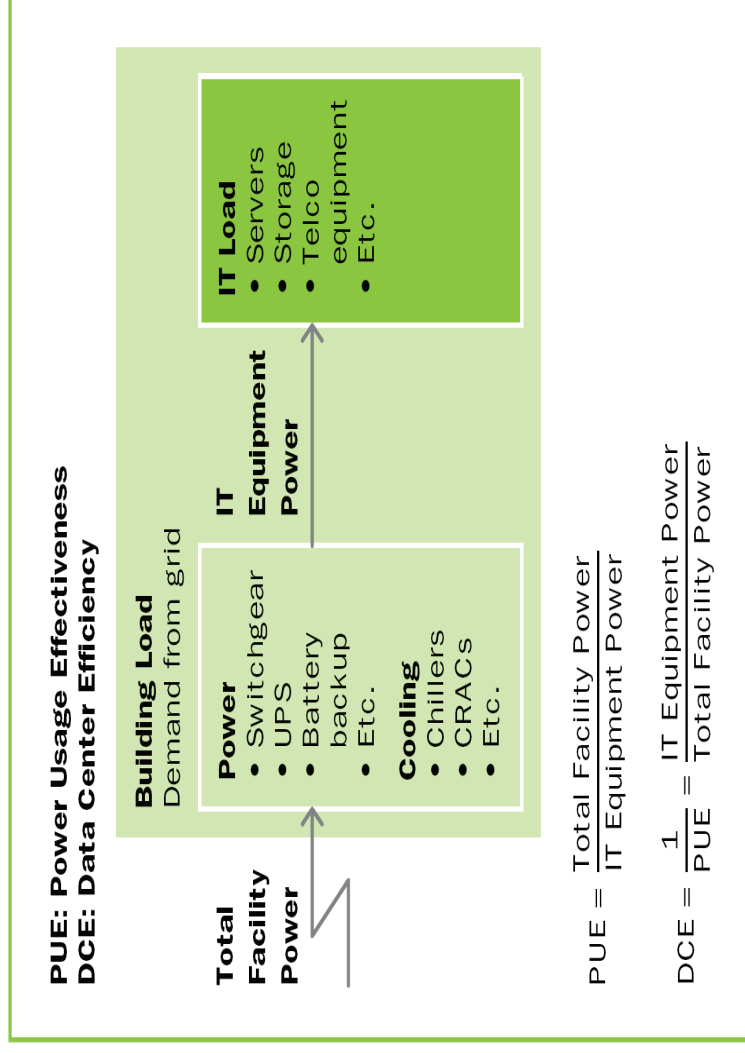 PUE: Power Usage Effectiveness
DCE: Data Center Efficiency
Building Load
Demand from grid
Total
Facility
Power
Power
• Switchgear
• UPS
• Battery
backup
• Etc.
Cooling
• Chillers
• CRACs
• Etc.
IT
Equipment
Power
IT Load
• Servers
• Storage
• Telco
equipment
• Etc.
PUE = Total Facility Power
IT Equipment Power
DCE = 1 = IT Equipment Power
PUE Total Facility Power